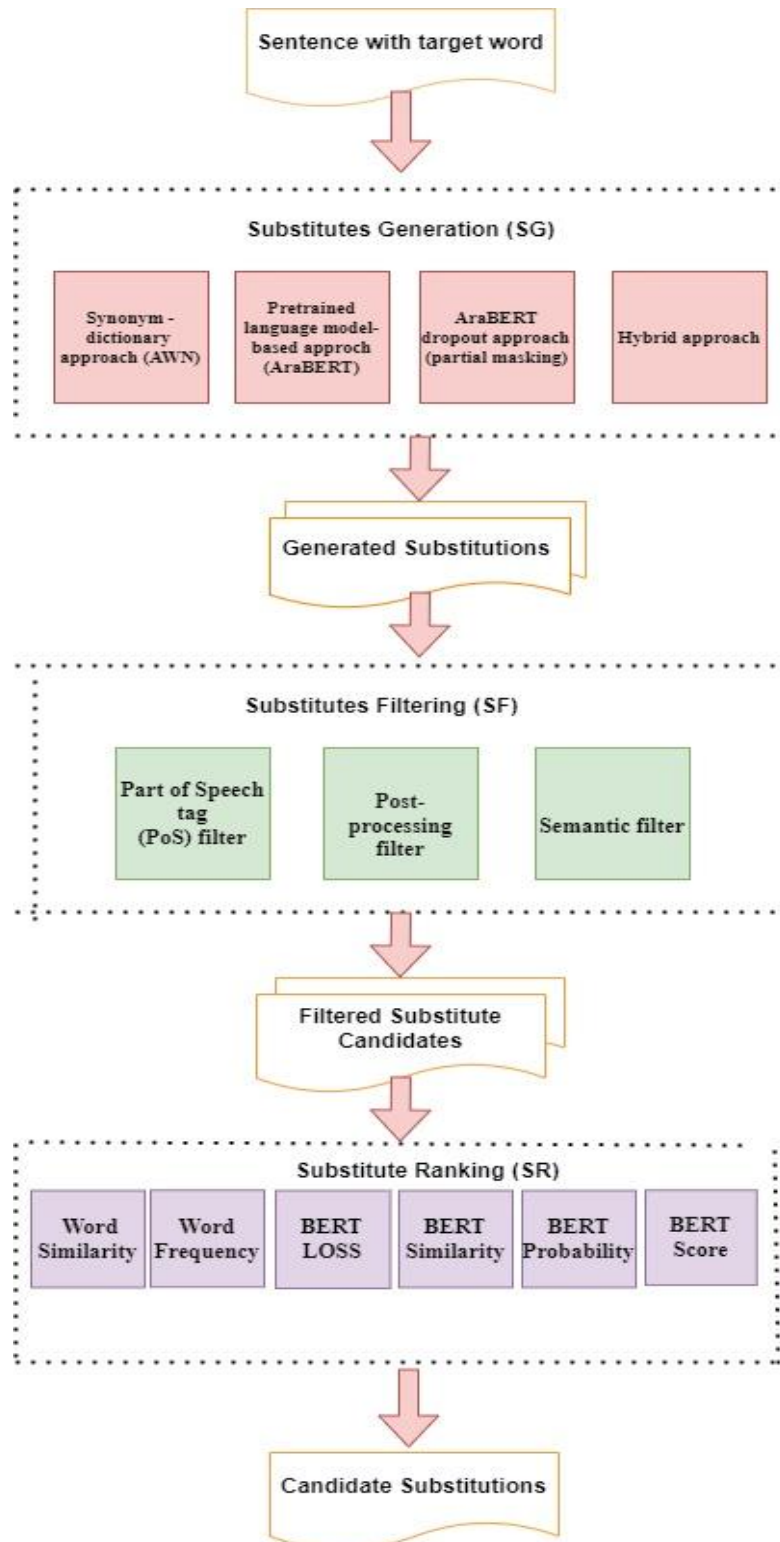 Sentence with target word
Substitutes Generation (SG)
Synonym -
dictionary
approach (AWN)
Pretrained
language model-
based approch
(AraBERT)
AraBERT
dropout approach
(partial masking)
Hybrid approach
Generated Substitutions
Substitutes Filtering (SF)
Part of Speech
tag
(PoS) filter
Post-
processing
filter
Semantic filter
Filtered Substitute
Candidates
Substitute Ranking (SR)
Word
Similarity
Word
Frequency
BERT
LOSS
BERT
Similarity
BERT
Probability
BERT
Score
Candidate Substitutions